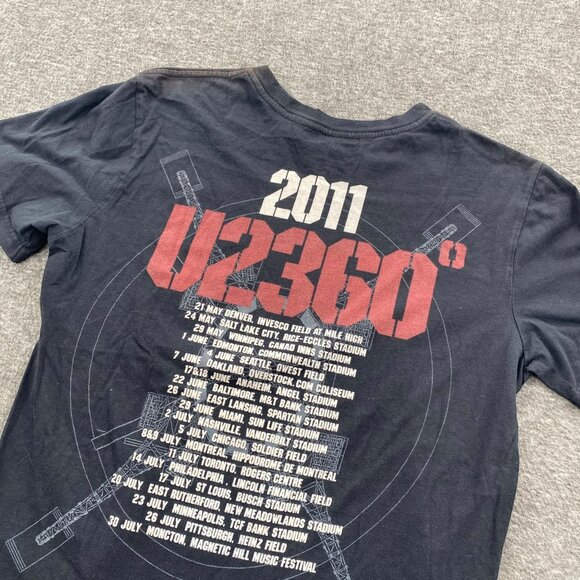 2011
U2360°
21 MAY DENVER, INVESCO FIELD AT MILE HIGH
24 MAY SALT LAKE CITY, RICE-ECCLES STADIUM
29 MAY WINNIPEG, CANAD INNS STADIUM
1 JUNE EDMONTON, COMMONWEALTH STADIUM
4 JUNE SEATTLE, QWEST FIELD
7 JUNE OAKLAND, OVERSTOCK.COM COLISEUM
17&18 JUNE ANAHEIM, ANGEL STADIUM
22 JUNE BALTIMORE, M&T BANK STADIUM
26 JUNE EAST LANSING, SPARTAN STADIUM
29 JUNE MIAMI, SUN LIFE STADIUM
2 JULY NASHVILLE, VANDERBILT STADIUM
5 JULY CHICAGO, SOLDIER FIELD
8&9 JULY MONTREAL, HIPPODROME DE MONTREAL
11 JULY TORONTO, ROGERS CENTRE
14 JULY PHILADELPHIA, LINCOLN FINANCIAL FIELD
17 JULY ST LOUIS, BUSCH STADIUM
20 JULY EAST RUTHERFORD, NEW MEADOWLANDS STADIUM
23 JULY MINNEAPOLIS, TCF BANK STADIUM
26 JULY PITTSBURGH, HEINZ FIELD
30 JULY MONCTON, MAGNETIC HILL MUSIC FESTIVAL